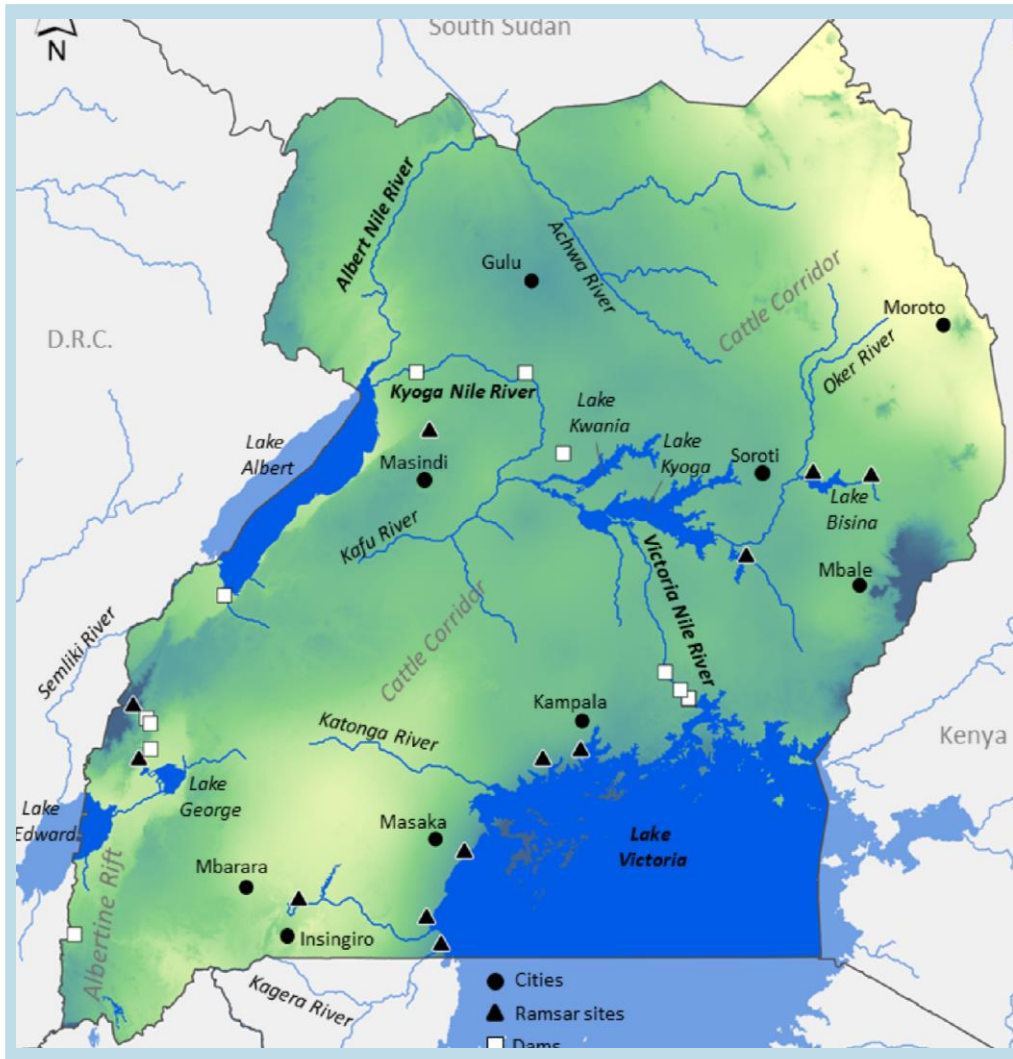 N
South Sudan
Albert Nile River
Gulu
Achwa River
Cattle Corridor
Moroto
D.R.C.
Oker River
Kyoga Nile River
Lake
Kwania
Lake
Albert
Lake
Kyoga
Masindi
Soroti
Lake
Bisina
Kafu River
Victoria Nile River
Mbale
Cattle Corridor
Semliki River
Kampala
Katonga River
Kenya
Lake
George
Lake
Edward
Masaka
Lake
Victoria
Mbarara
Albertine Rift
Insingiro
Kagera River
Cities
Ramsar sites
Dams